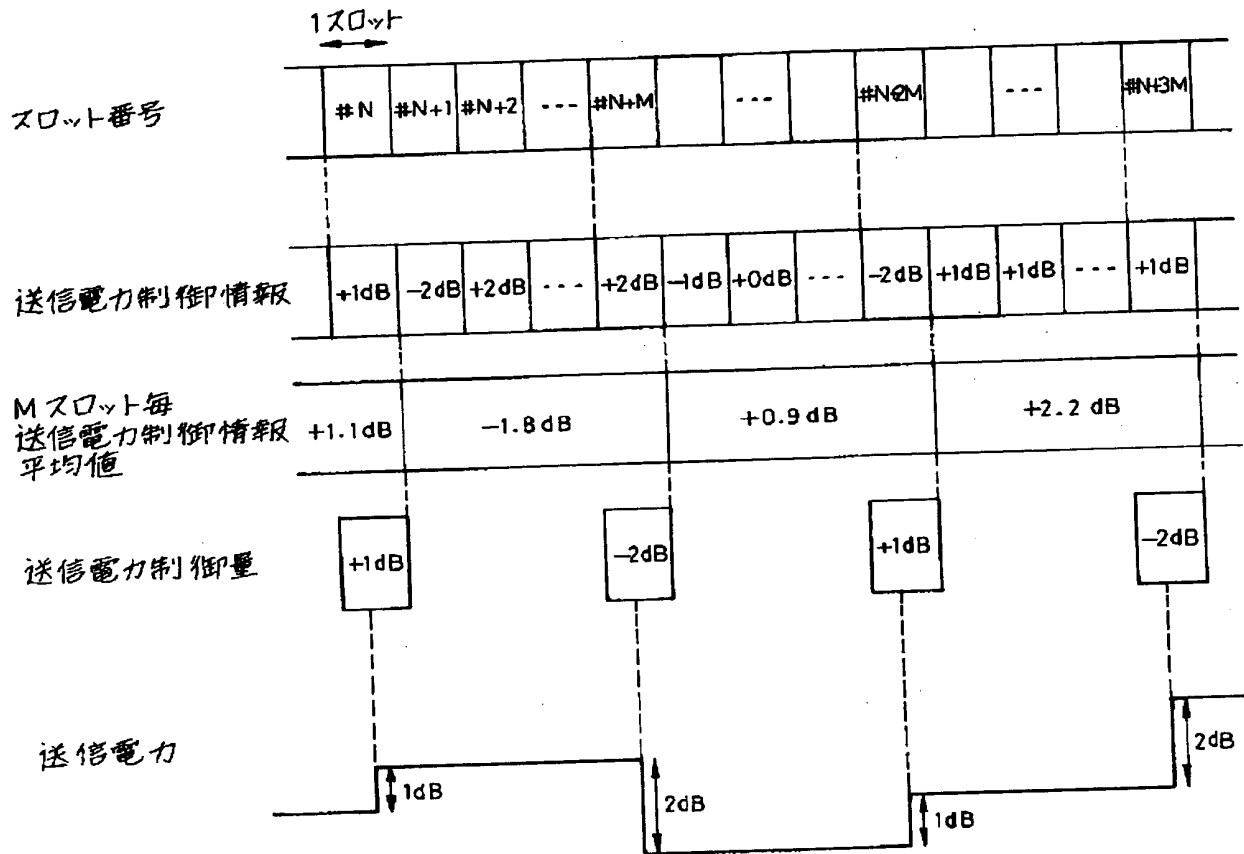 1スロット
スロット番号
#N #N+1 #N+2 --- #N+M --- #N+2M --- #N+3M
送信電力制御情報
+1dB -2dB +2dB --- +2dB -1dB +0dB --- -2dB +1dB +1dB --- +1dB
Mスロット毎
送信電力制御情報
平均値
+1.1dB -1.8dB +0.9dB +2.2dB
送信電力制御量
+1dB -2dB +1dB -2dB
送信電力
1dB 2dB 1dB 2dB